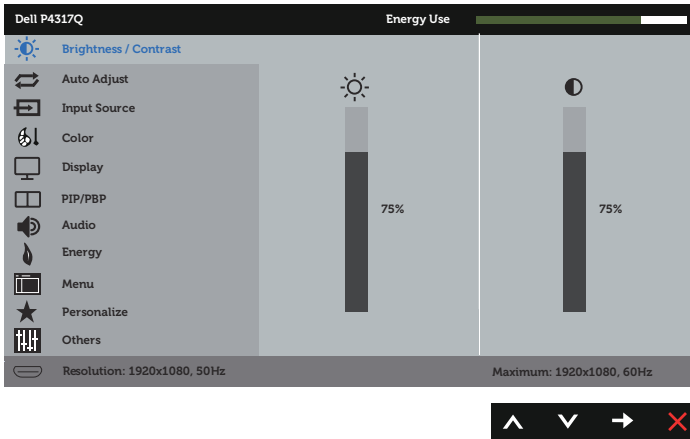 Dell P4317Q Energy Use
Brightness / Contrast
Auto Adjust
Input Source
Color
Display
PIP/PBP
Audio
Energy
Menu
Personalize
Others
75% 75%
Resolution: 1920x1080, 50Hz Maximum: 1920x1080, 60Hz